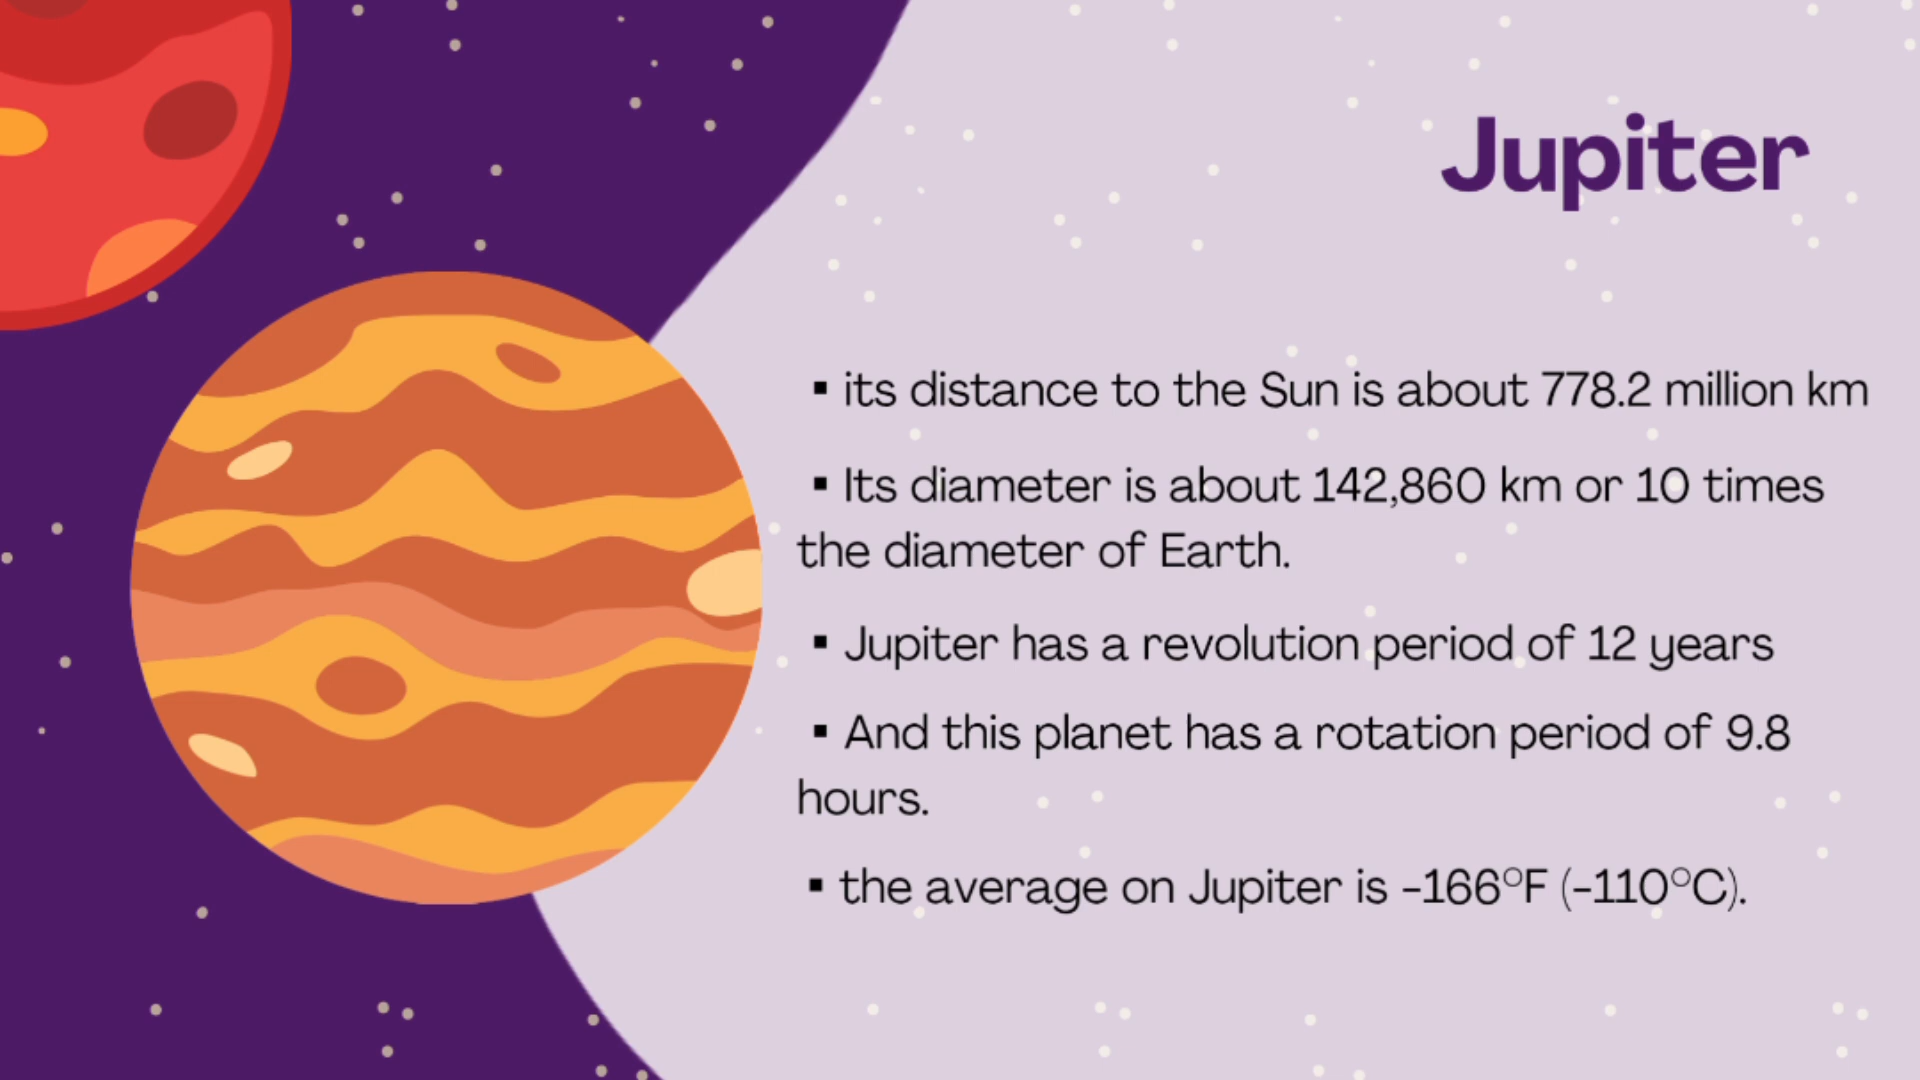 Jupiter
▪ its distance to the Sun is about 778.2 million km
▪ Its diameter is about 142,860 km or 10 times
the diameter of Earth.
▪ Jupiter has a revolution period of 12 years
▪ And this planet has a rotation period of 9.8
hours.
▪ the average on Jupiter is -166°F (-110°C).